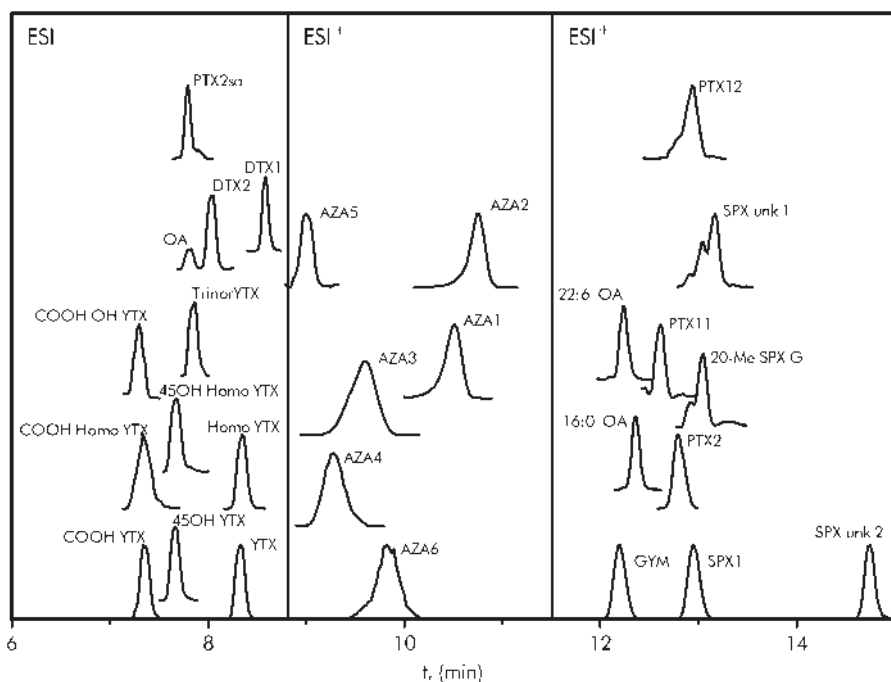 ESI
ESI +
ESI +
PTX2sa
PTX12
DTX1
DTX2
AZA5
AZA2
SPX unk 1
OA
TrinorYTX
22:6 OA
COOH OH YTX
PTX11
AZA1
AZA3
20-Me SPX G
45OH Homo YTX
COOH Homo YTX
Homo YTX
16:0 OA
PTX2
AZA4
45OH YTX
COOH YTX
YTX
AZA6
GYM
SPX1
SPX unk 2
6
8
10
12
14
t, (min)